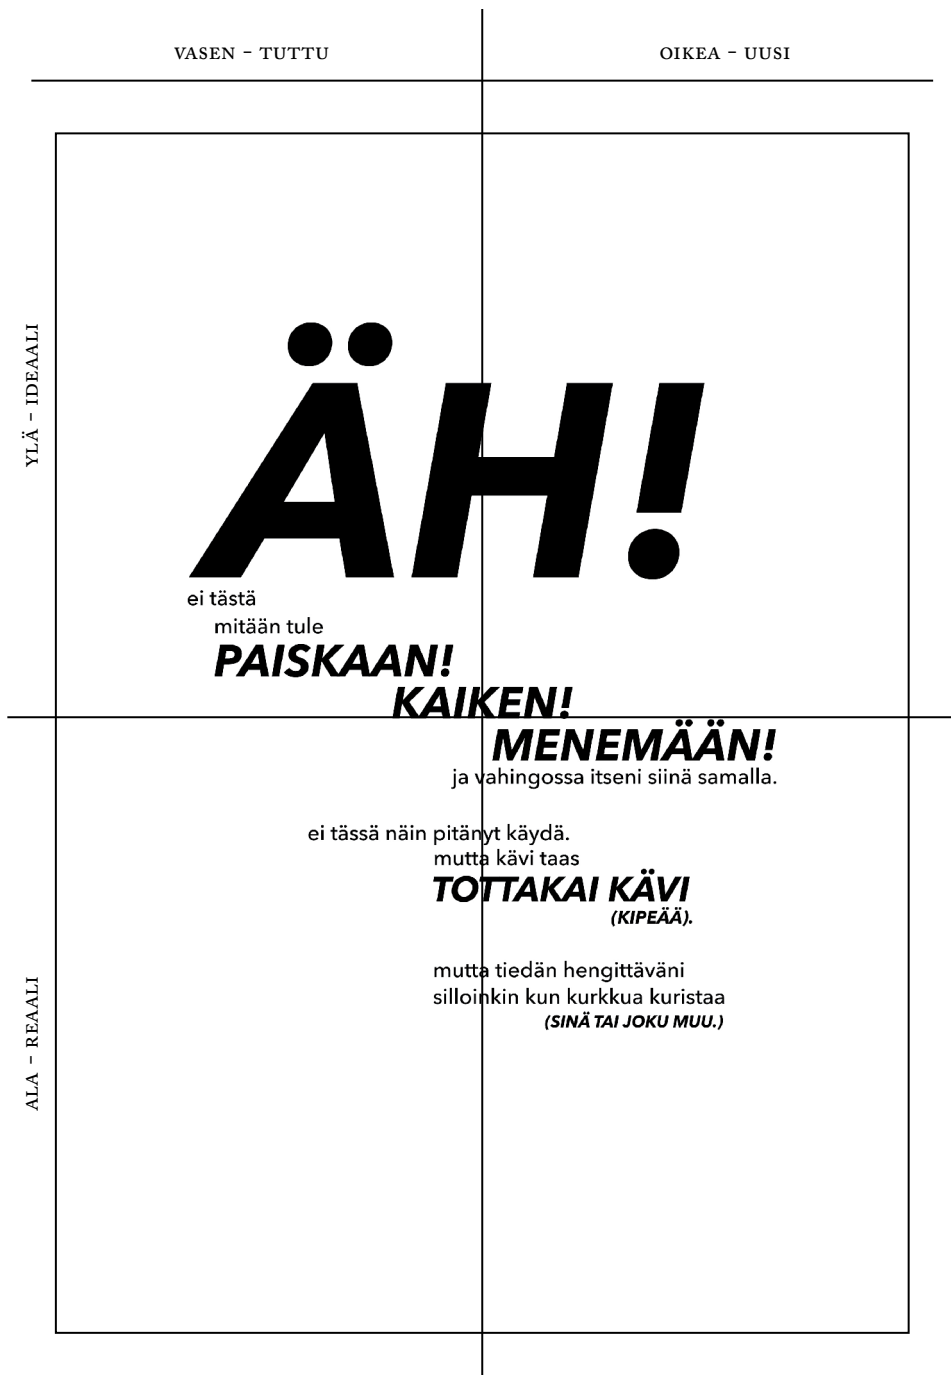 VASEN – TUTTU
OIKEA – UUSI
YLÄ – IDEAALI
ÄH!
ei tästä
mitään tule
PAISKAAN!
KAIKEN!
MENEMÄÄN!
ja vahingossa itseni siinä samalla.
ei tässä näin pitänyt käydä.
mutta kävi taas
TOTTAKAI KÄVI
(KIPEÄÄ).
mutta tiedän hengittäväni
silloinkin kun kurkkua kuristaa
(SINÄ TAI JOKU MUU.)
ALA – REAALI